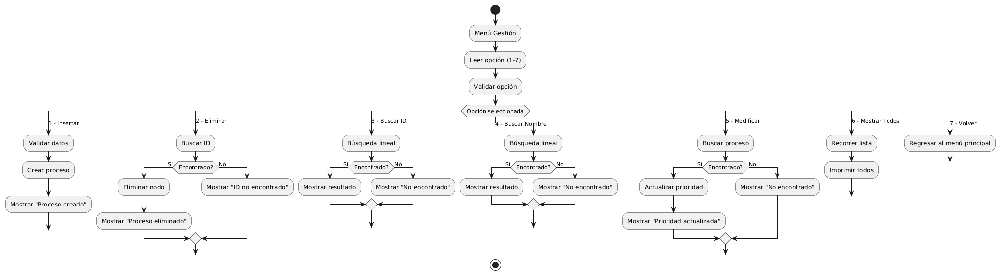 Menú Gestión
Leer opción (1-7)
Validar opción
Opción seleccionada
1 - Insertar
Validar datos
Crear proceso
Mostrar "Proceso creado"
2 - Eliminar
Buscar ID
Encontrado?
Sí
No
Eliminar nodo
Mostrar "Proceso eliminado"
Mostrar "ID no encontrado"
3 - Buscar ID
Búsqueda lineal
Encontrado?
Sí
No
Mostrar resultado
Mostrar "No encontrado"
4 - Buscar Nombre
Búsqueda lineal
Encontrado?
Sí
No
Mostrar resultado
Mostrar "No encontrado"
5 - Modificar
Buscar proceso
Encontrado?
Sí
No
Actualizar prioridad
Mostrar "Prioridad actualizada"
Mostrar "No encontrado"
6 - Mostrar Todos
Recorrer lista
Imprimir todos
7 - Volver
Regresar al menú principal